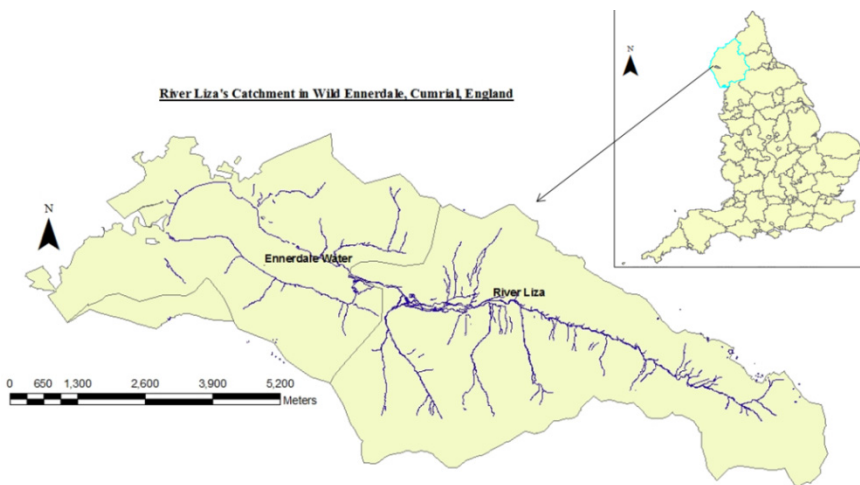 N
River Liza's Catchment in Wild Ennerdale, Cumrial, England
N
Ennerdale Water
River Liza
0 650 1,300 2,600 3,900 5,200
Meters